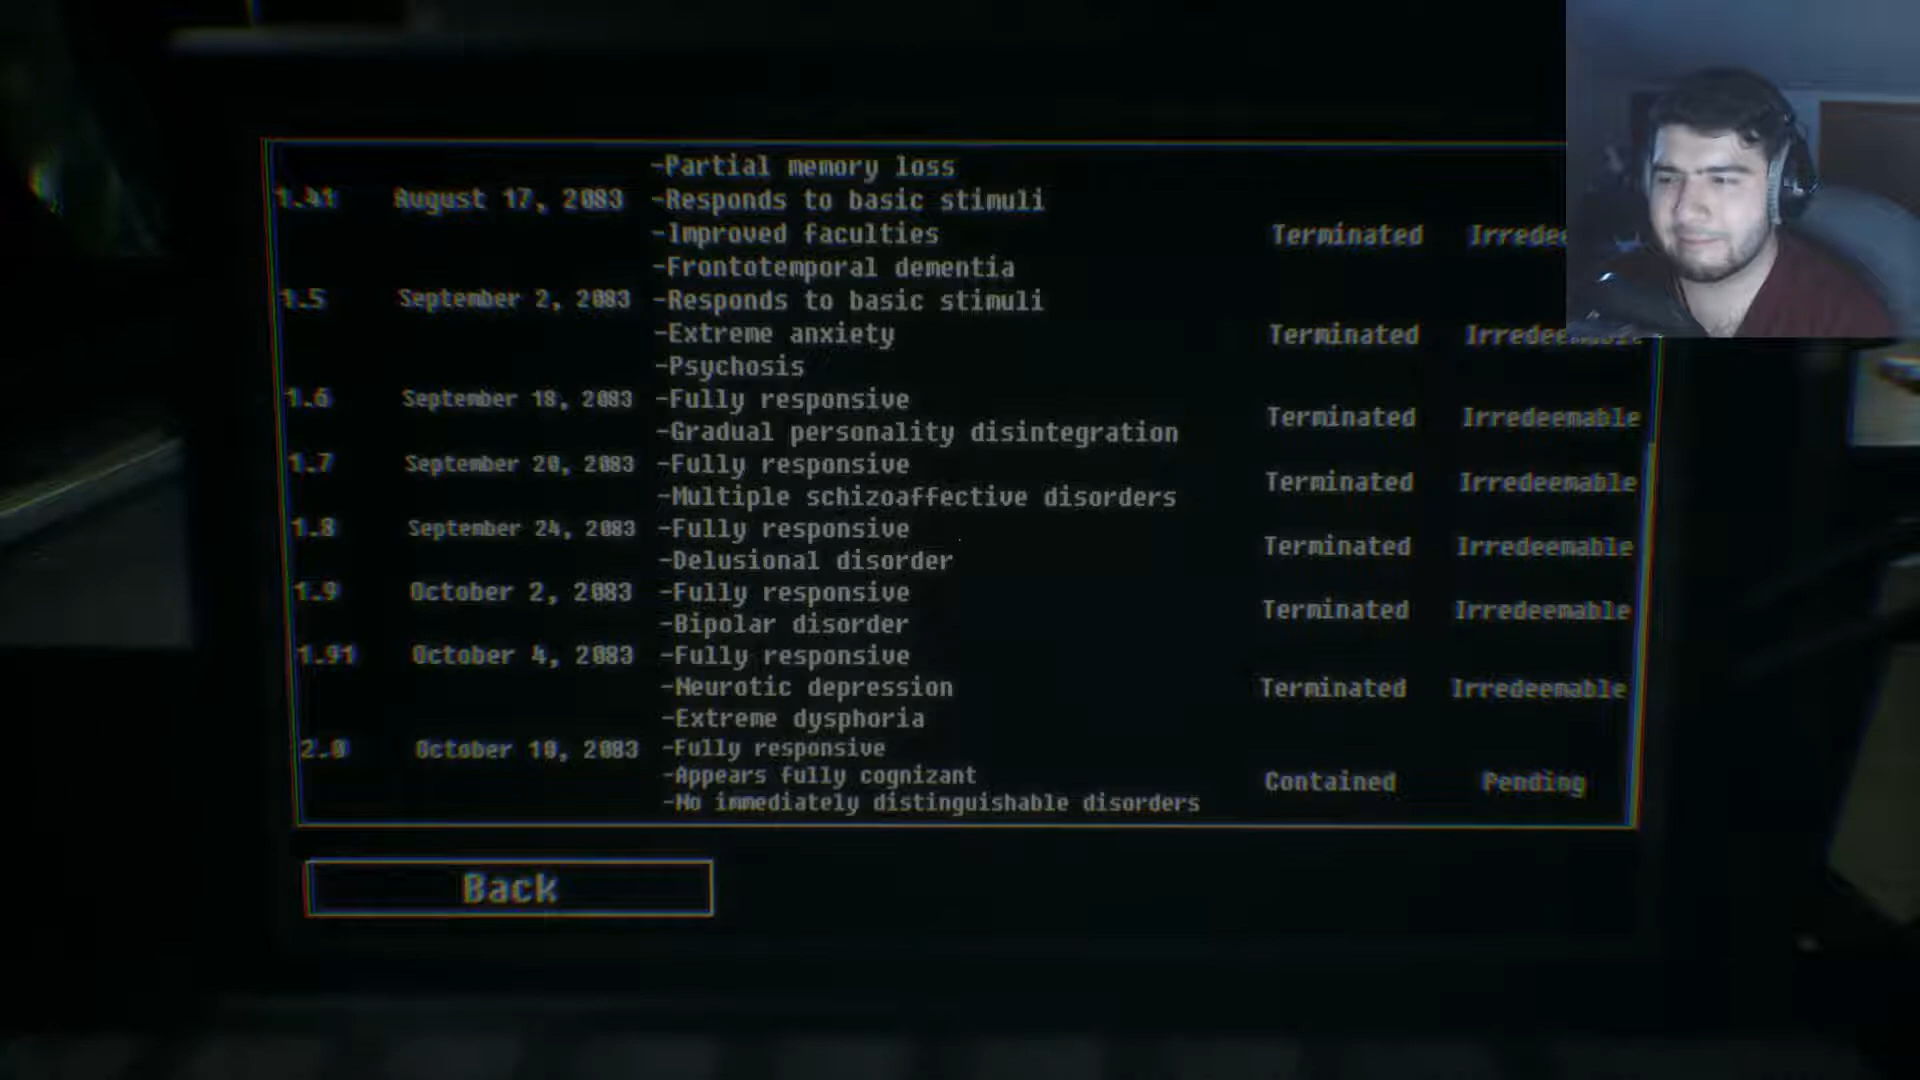 -Partial memory loss
1.41 August 17, 2083 -Responds to basic stimuli
-Improved faculties Terminated Irredee
-Frontotemporal dementia
1.5 September 2, 2083 -Responds to basic stimuli
-Extreme anxiety Terminated Irredeemable
-Psychosis
1.6 September 18, 2083 -Fully responsive
-Gradual personality disintegration Terminated Irredeemable
1.7 September 20, 2083 -Fully responsive
-Multiple schizoaffective disorders Terminated Irredeemable
1.8 September 24, 2083 -Fully responsive
-Delusional disorder Terminated Irredeemable
1.9 October 2, 2083 -Fully responsive
-Bipolar disorder Terminated Irredeemable
1.91 October 4, 2083 -Fully responsive
-Neurotic depression Terminated Irredeemable
-Extreme dysphoria
2.0 October 10, 2083 -Fully responsive
-Appears fully cognizant Contained Pending
-No immediately distinguishable disorders
Back